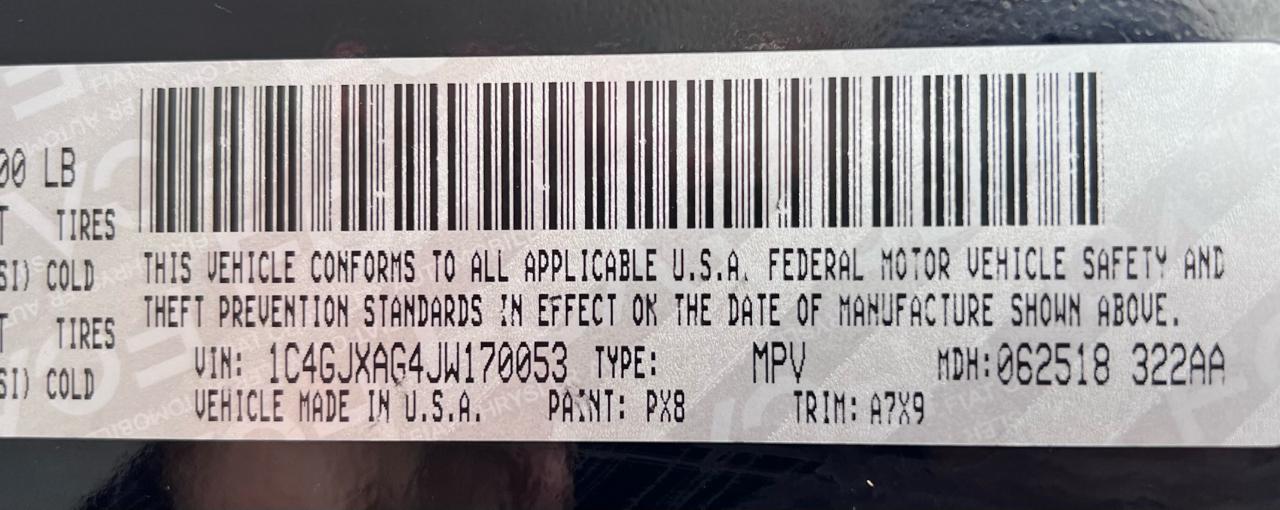 00 LB
TIRES
SI) COLD
TIRES
SI) COLD
THIS VEHICLE CONFORMS TO ALL APPLICABLE U.S.A. FEDERAL MOTOR VEHICLE SAFETY AND
THEFT PREVENTION STANDARDS IN EFFECT ON THE DATE OF MANUFACTURE SHOWN ABOVE.
VIN: 1C4GJXAG4JW170053 TYPE: MPV MDH:062518 322AA
VEHICLE MADE IN U.S.A. PAINT: PX8 TRIM: A7X9